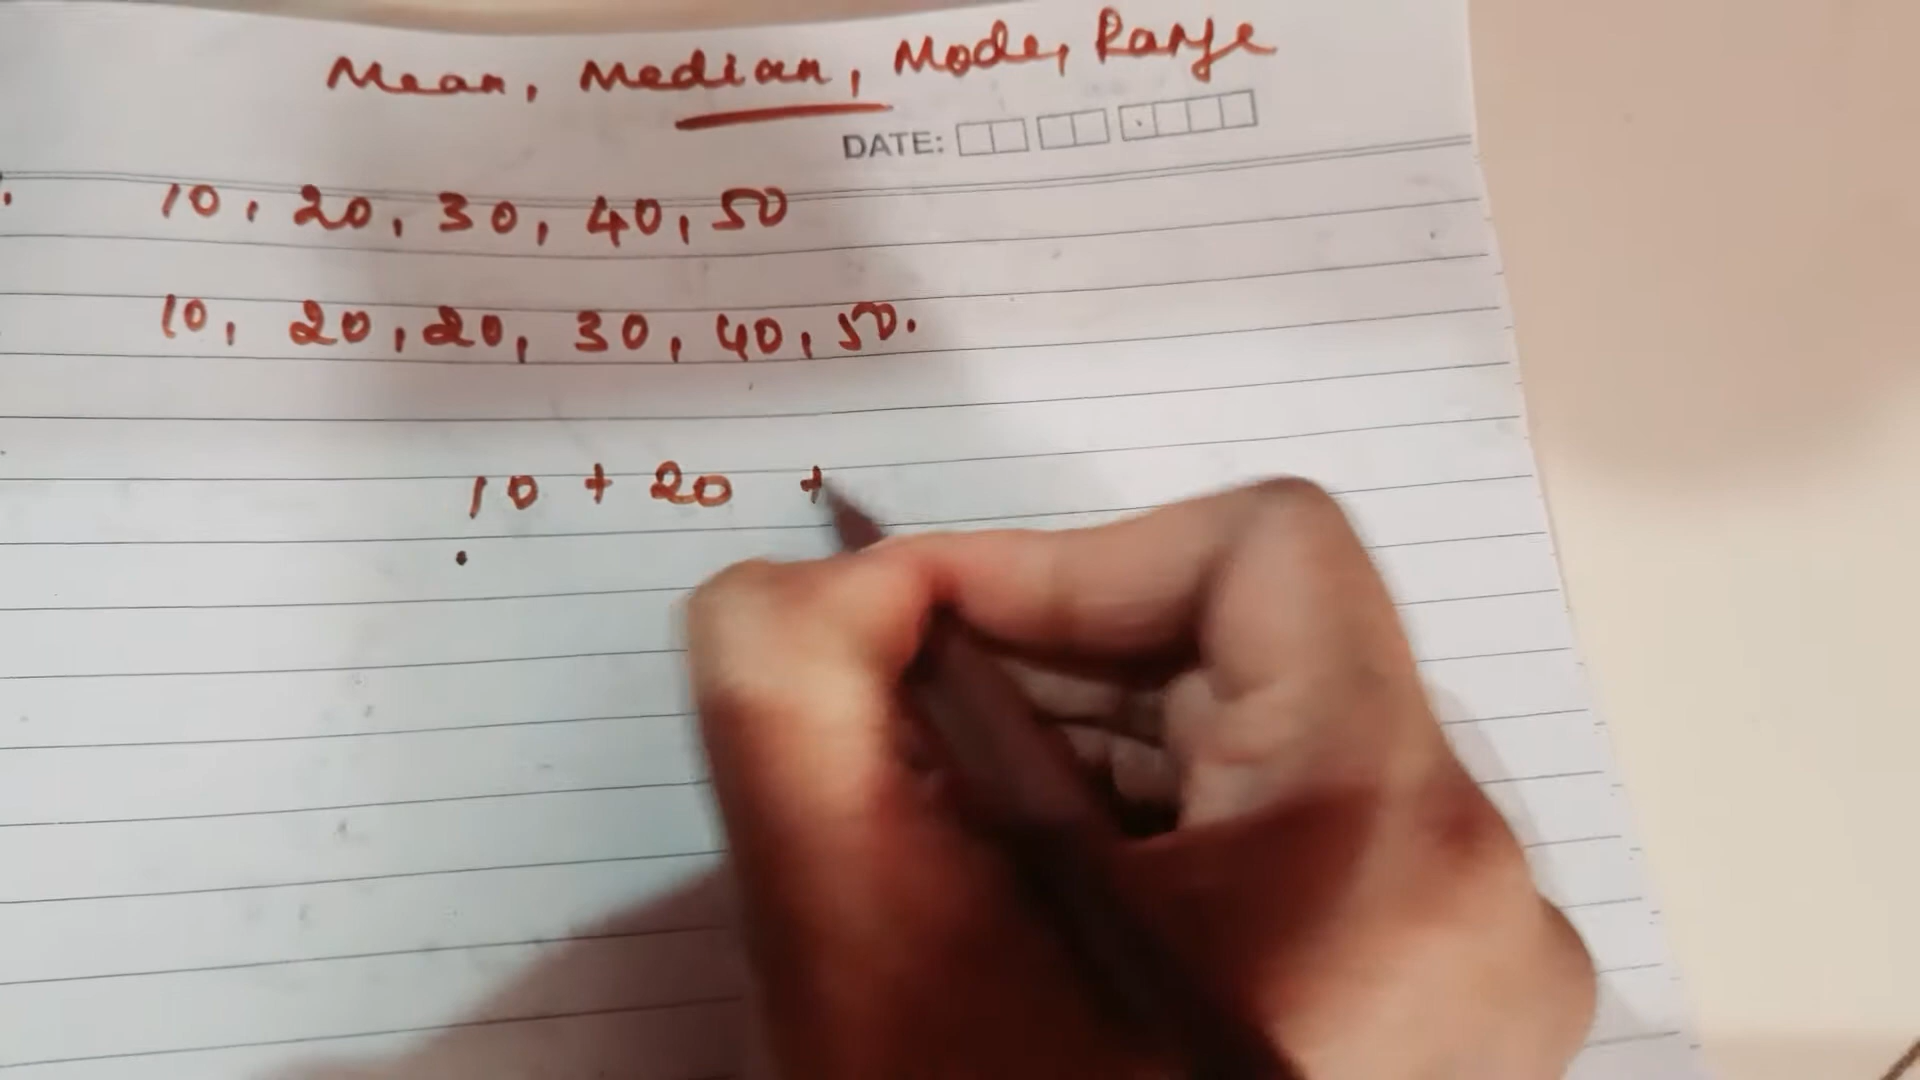 Mean, Median, Mode, Range
DATE:
. 10, 20, 30, 40, 50
10, 20, 20, 30, 40, 50.
10 + 20 +